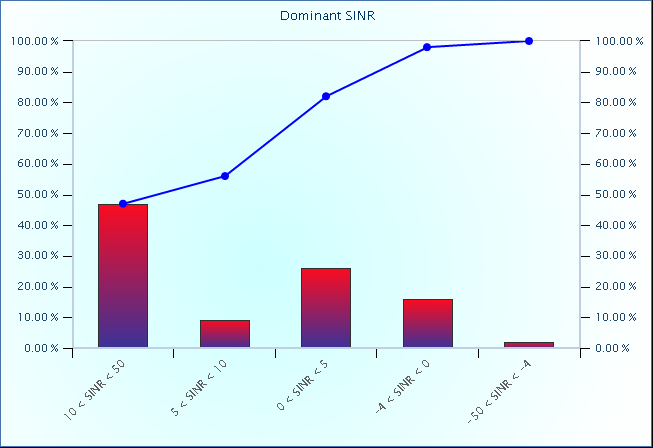 Dominant SINR
100.00 % 100.00 %
90.00 % 90.00 %
80.00 % 80.00 %
70.00 % 70.00 %
60.00 % 60.00 %
50.00 % 50.00 %
40.00 % 40.00 %
30.00 % 30.00 %
20.00 % 20.00 %
10.00 % 10.00 %
0.00 % 0.00 %
10 < SINR < 50
5 < SINR < 10
0 < SINR < 5
-4 < SINR < 0
-50 < SINR < -4